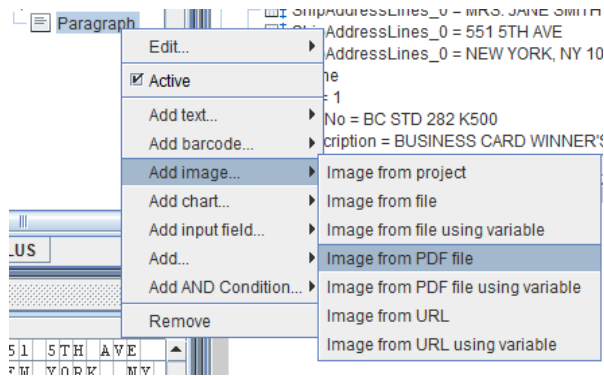 Paragraph
ShipAddressLines_0 = MRS. JANE SMITH
AddressLines_0 = 551 5TH AVE
AddressLines_0 = NEW YORK, NY 10
= 1
No = BC STD 282 K500
cription = BUSINESS CARD WINNER'S
Edit...
Active
Add text...
Add barcode...
Add image...
Add chart...
Add input field...
Add...
Add AND Condition...
Remove
Image from project
Image from file
Image from file using variable
Image from PDF file
Image from PDF file using variable
Image from URL
Image from URL using variable
LUS
51 5TH AVE
EW YORK NY